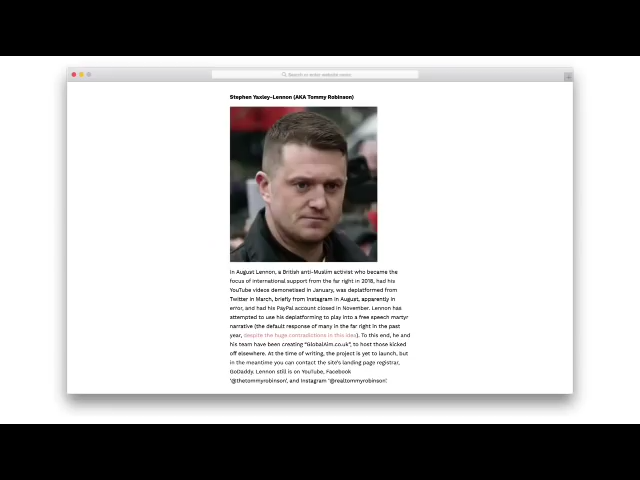 Search or enter website name
Stephen Yaxley-Lennon (AKA Tommy Robinson)
In August Lennon, a British anti-Muslim activist who became the
focus of international support from the far right in 2018, had his
YouTube videos demonetised in January, was deplatformed from
Twitter in March, briefly from Instagram in August, apparently in
error, and had his PayPal account closed in November. Lennon has
attempted to use his deplatforming to play into a free speech martyr
narrative (the default response of many in the far right in the past
year, despite the huge contradictions in this idea). To this end, he and
his team have been creating "GlobalAim.co.uk", to host those kicked
off elsewhere. At the time of writing, the project is yet to launch, but
in the meantime you can contact the site's landing page registrar,
GoDaddy. Lennon still is on YouTube, Facebook
'@thetommyrobinson', and Instagram '@realtommyrobinson'.